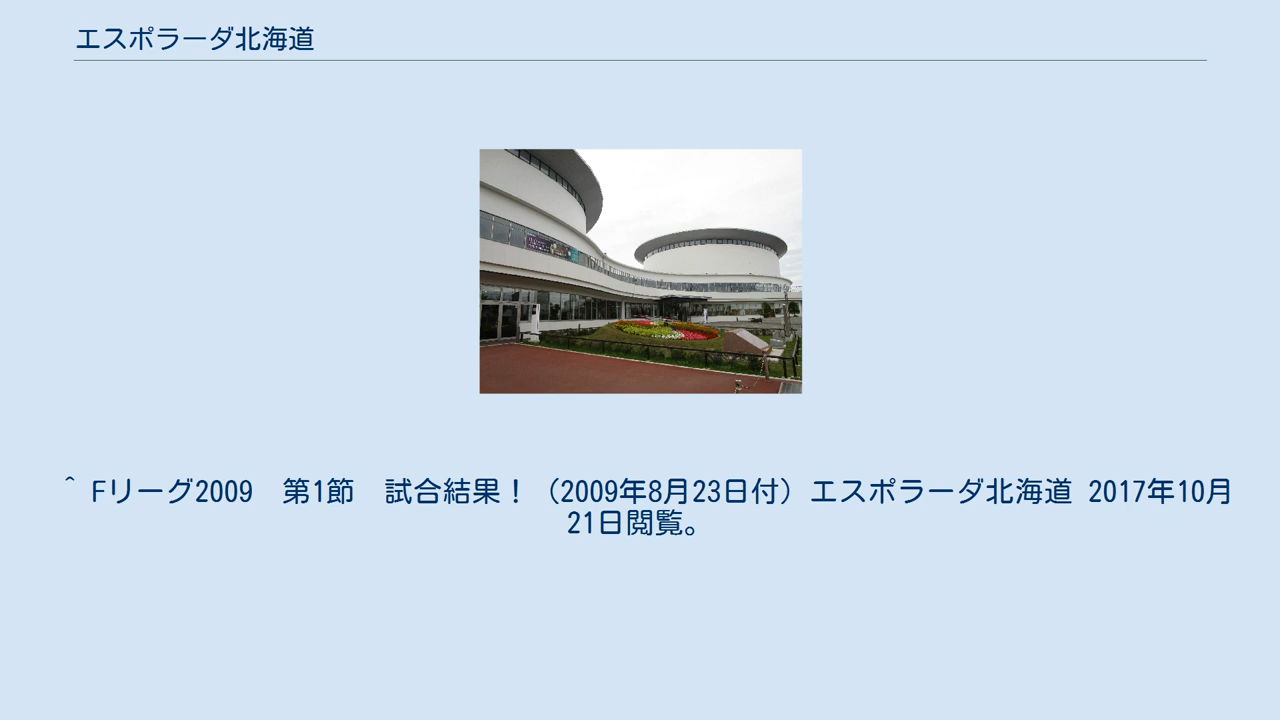 エスポラーダ北海道
^ Fリーグ2009　第1節　試合結果！（2009年8月23日付）エスポラーダ北海道 2017年10月
21日閲覧。